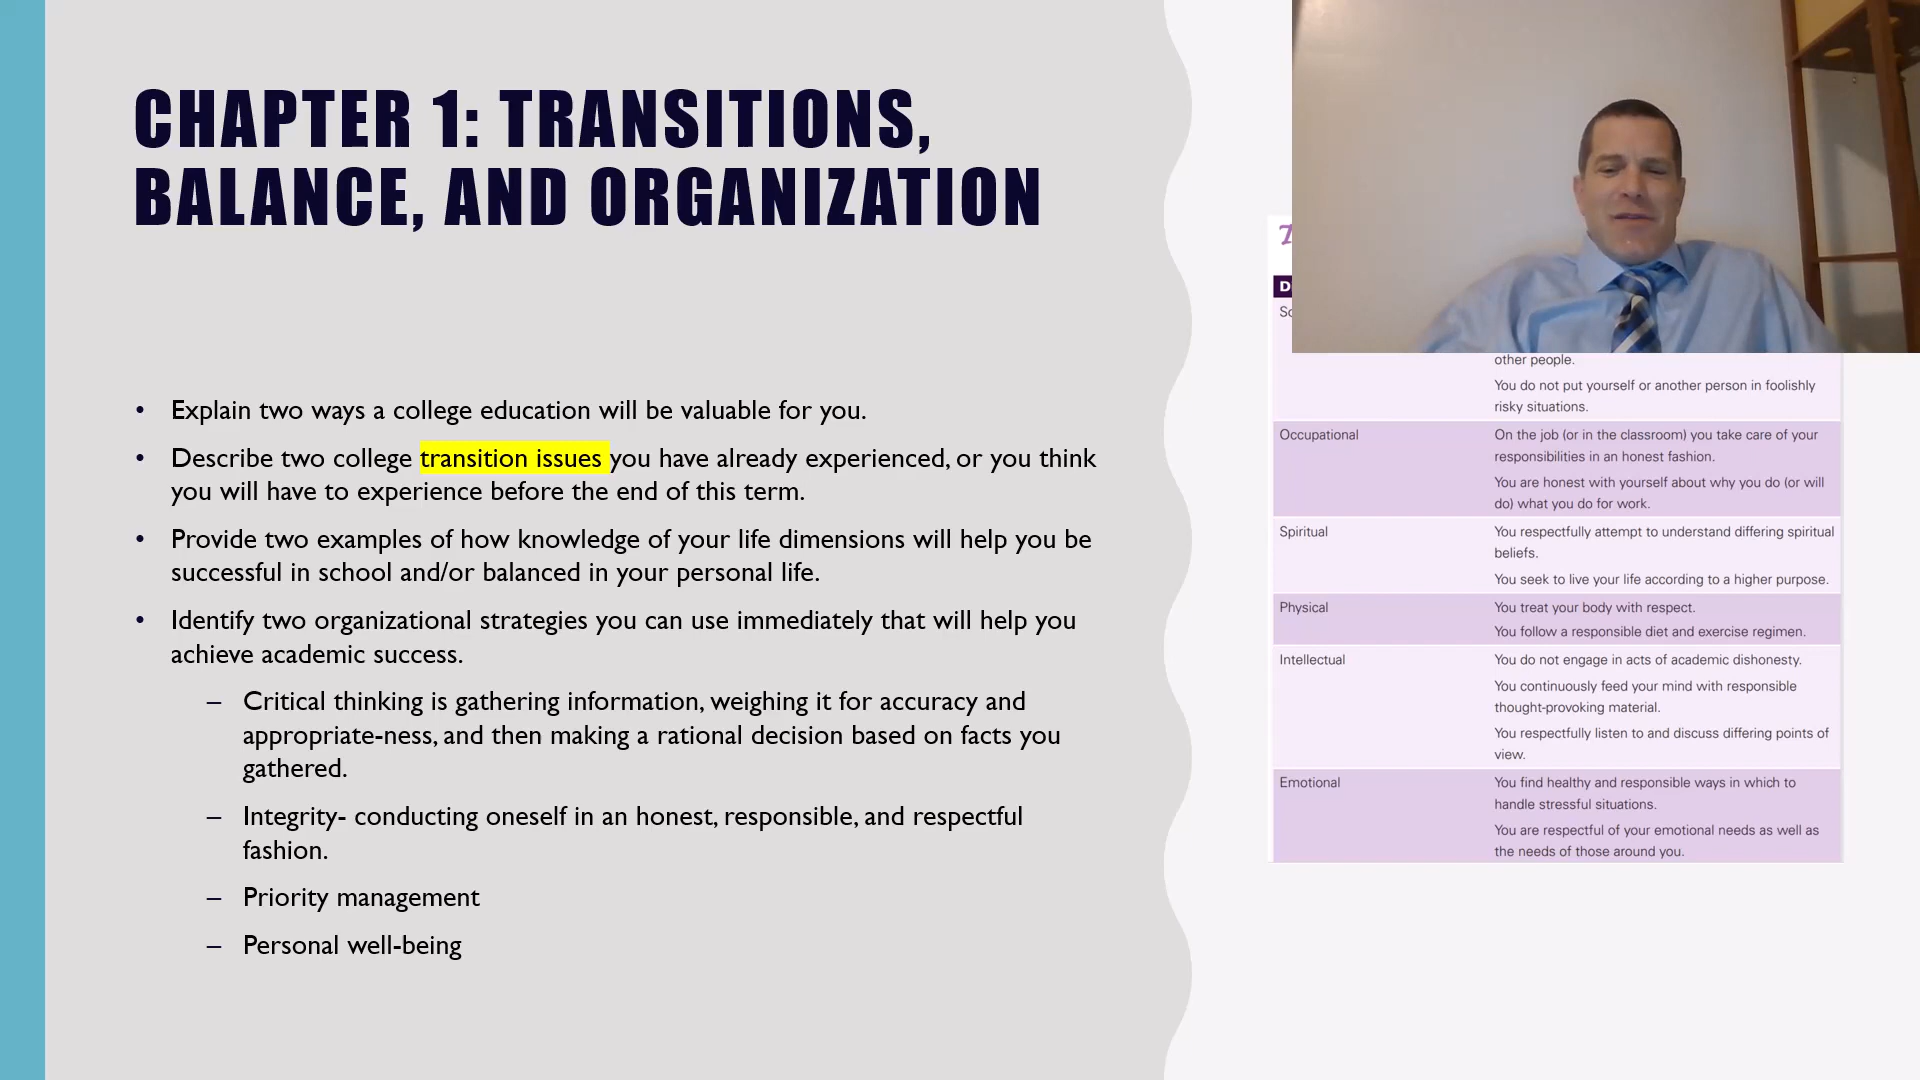 CHAPTER 1: TRANSITIONS,
BALANCE, AND ORGANIZATION
• Explain two ways a college education will be valuable for you.
• Describe two college transition issues you have already experienced, or you think
you will have to experience before the end of this term.
• Provide two examples of how knowledge of your life dimensions will help you be
successful in school and/or balanced in your personal life.
• Identify two organizational strategies you can use immediately that will help you
achieve academic success.
– Critical thinking is gathering information, weighing it for accuracy and
appropriate-ness, and then making a rational decision based on facts you
gathered.
– Integrity- conducting oneself in an honest, responsible, and respectful
fashion.
– Priority management
– Personal well-being
other people.
You do not put yourself or another person in foolishly
risky situations.
Occupational On the job (or in the classroom) you take care of your
responsibilities in an honest fashion.
You are honest with yourself about why you do (or will
do) what you do for work.
Spiritual You respectfully attempt to understand differing spiritual
beliefs.
You seek to live your life according to a higher purpose.
Physical You treat your body with respect.
You follow a responsible diet and exercise regimen.
Intellectual You do not engage in acts of academic dishonesty.
You continuously feed your mind with responsible
thought-provoking material.
You respectfully listen to and discuss differing points of
view.
Emotional You find healthy and responsible ways in which to
handle stressful situations.
You are respectful of your emotional needs as well as
the needs of those around you.